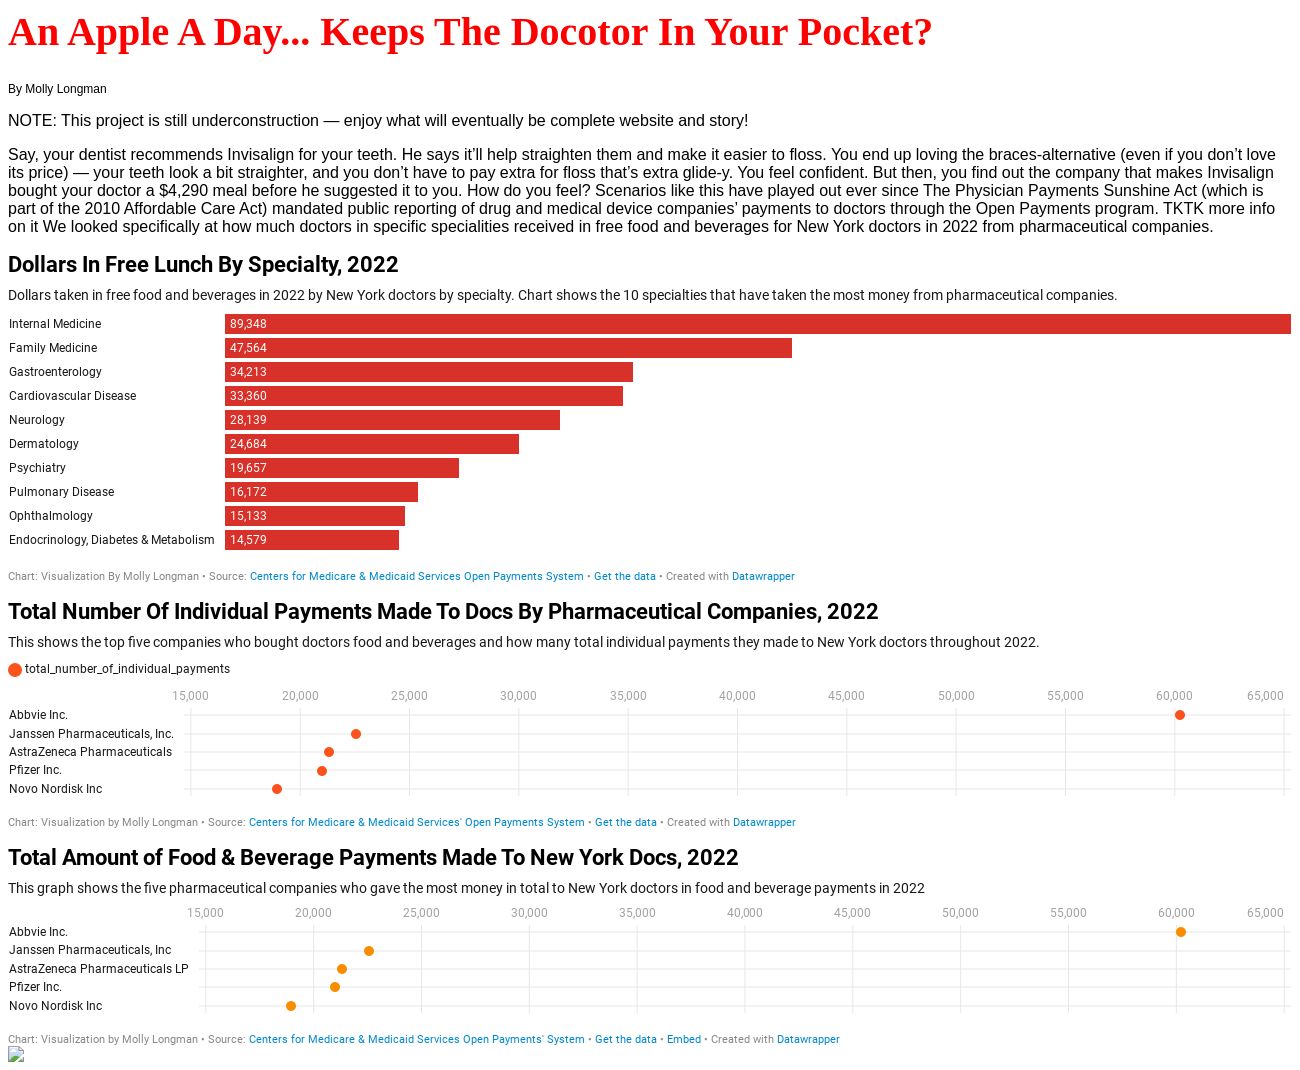 An Apple A Day... Keeps The Docotor In Your Pocket?
By Molly Longman
NOTE: This project is still underconstruction — enjoy what will eventually be complete website and story!
Say, your dentist recommends Invisalign for your teeth. He says it’ll help straighten them and make it easier to floss. You end up loving the braces-alternative (even if you don’t love
its price) — your teeth look a bit straighter, and you don’t have to pay extra for floss that’s extra glide-y. You feel confident. But then, you find out the company that makes Invisalign
bought your doctor a $4,290 meal before he suggested it to you. How do you feel? Scenarios like this have played out ever since The Physician Payments Sunshine Act (which is
part of the 2010 Affordable Care Act) mandated public reporting of drug and medical device companies’ payments to doctors through the Open Payments program. TKTK more info
on it We looked specifically at how much doctors in specific specialities received in free food and beverages for New York doctors in 2022 from pharmaceutical companies.
Dollars In Free Lunch By Specialty, 2022
Dollars taken in free food and beverages in 2022 by New York doctors by specialty. Chart shows the 10 specialties that have taken the most money from pharmaceutical companies.
Internal Medicine 89,348
Family Medicine 47,564
Gastroenterology 34,213
Cardiovascular Disease 33,360
Neurology 28,139
Dermatology 24,684
Psychiatry 19,657
Pulmonary Disease 16,172
Ophthalmology 15,133
Endocrinology, Diabetes & Metabolism 14,579
Chart: Visualization By Molly Longman • Source: Centers for Medicare & Medicaid Services Open Payments System • Get the data • Created with Datawrapper
Total Number Of Individual Payments Made To Docs By Pharmaceutical Companies, 2022
This shows the top five companies who bought doctors food and beverages and how many total individual payments they made to New York doctors throughout 2022.
total_number_of_individual_payments
15,000 20,000 25,000 30,000 35,000 40,000 45,000 50,000 55,000 60,000 65,000
Abbvie Inc.
Janssen Pharmaceuticals, Inc.
AstraZeneca Pharmaceuticals
Pfizer Inc.
Novo Nordisk Inc
Chart: Visualization by Molly Longman • Source: Centers for Medicare & Medicaid Services' Open Payments System • Get the data • Created with Datawrapper
Total Amount of Food & Beverage Payments Made To New York Docs, 2022
This graph shows the five pharmaceutical companies who gave the most money in total to New York doctors in food and beverage payments in 2022
15,000 20,000 25,000 30,000 35,000 40,000 45,000 50,000 55,000 60,000 65,000
Abbvie Inc.
Janssen Pharmaceuticals, Inc
AstraZeneca Pharmaceuticals LP
Pfizer Inc.
Novo Nordisk Inc
Chart: Visualization by Molly Longman • Source: Centers for Medicare & Medicaid Services Open Payments' System • Get the data • Embed • Created with Datawrapper